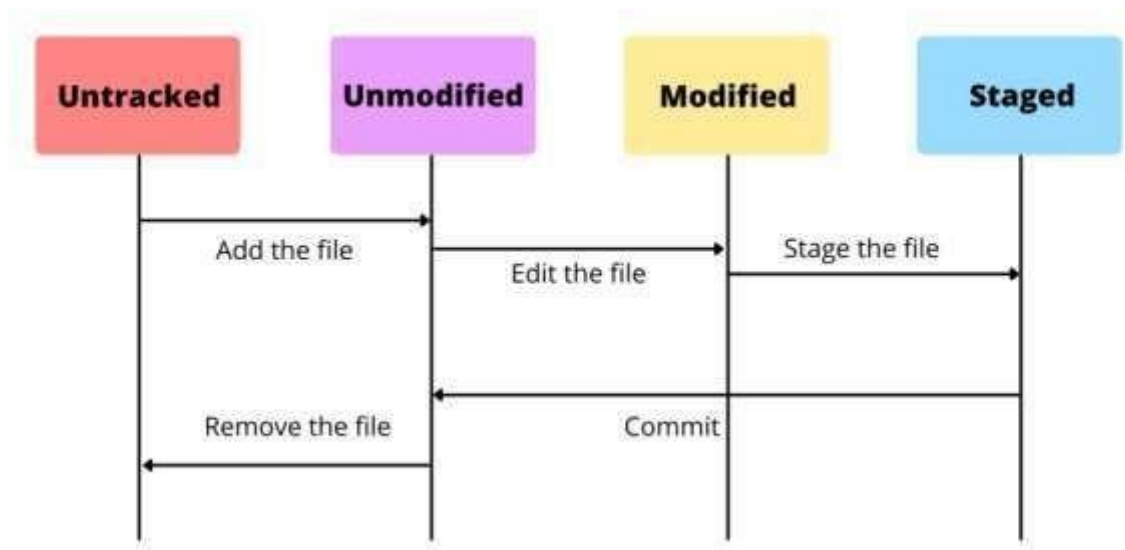 Untracked
Unmodified
Modified
Staged
Add the file
Edit the file
Stage the file
Commit
Remove the file